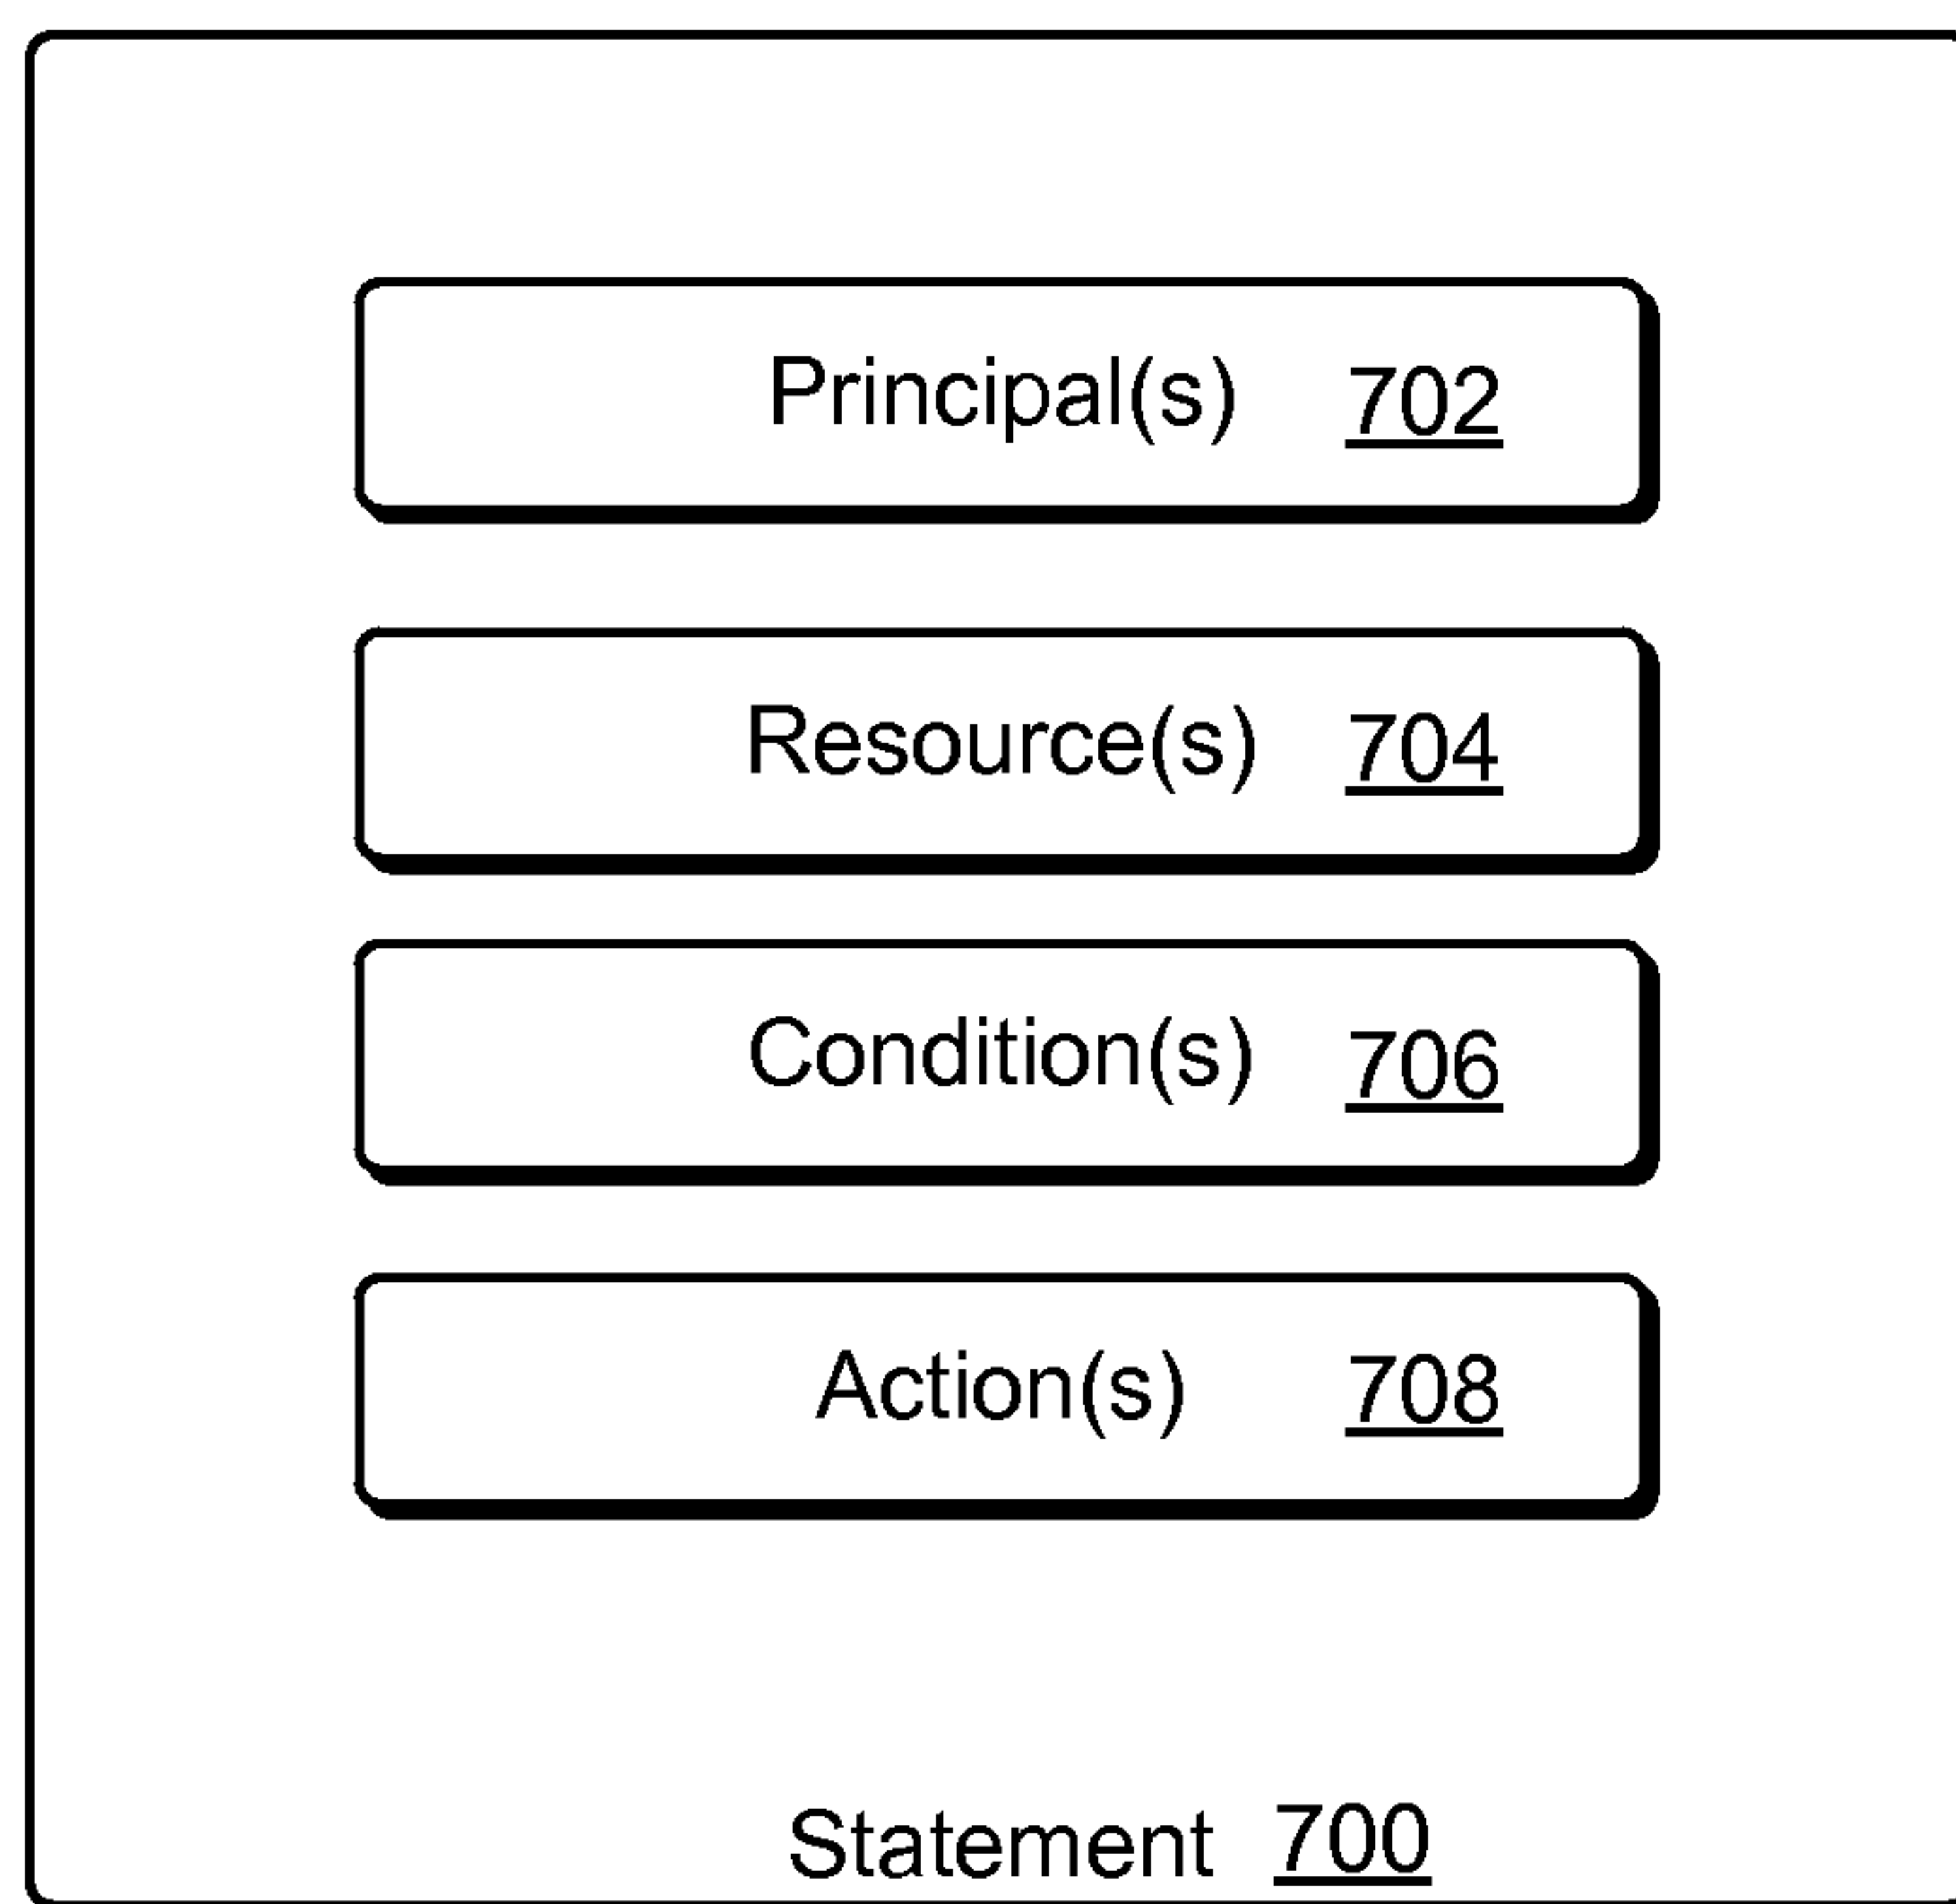 Principal(s) 702
Resource(s) 704
Condition(s) 706
Action(s) 708
Statement 700